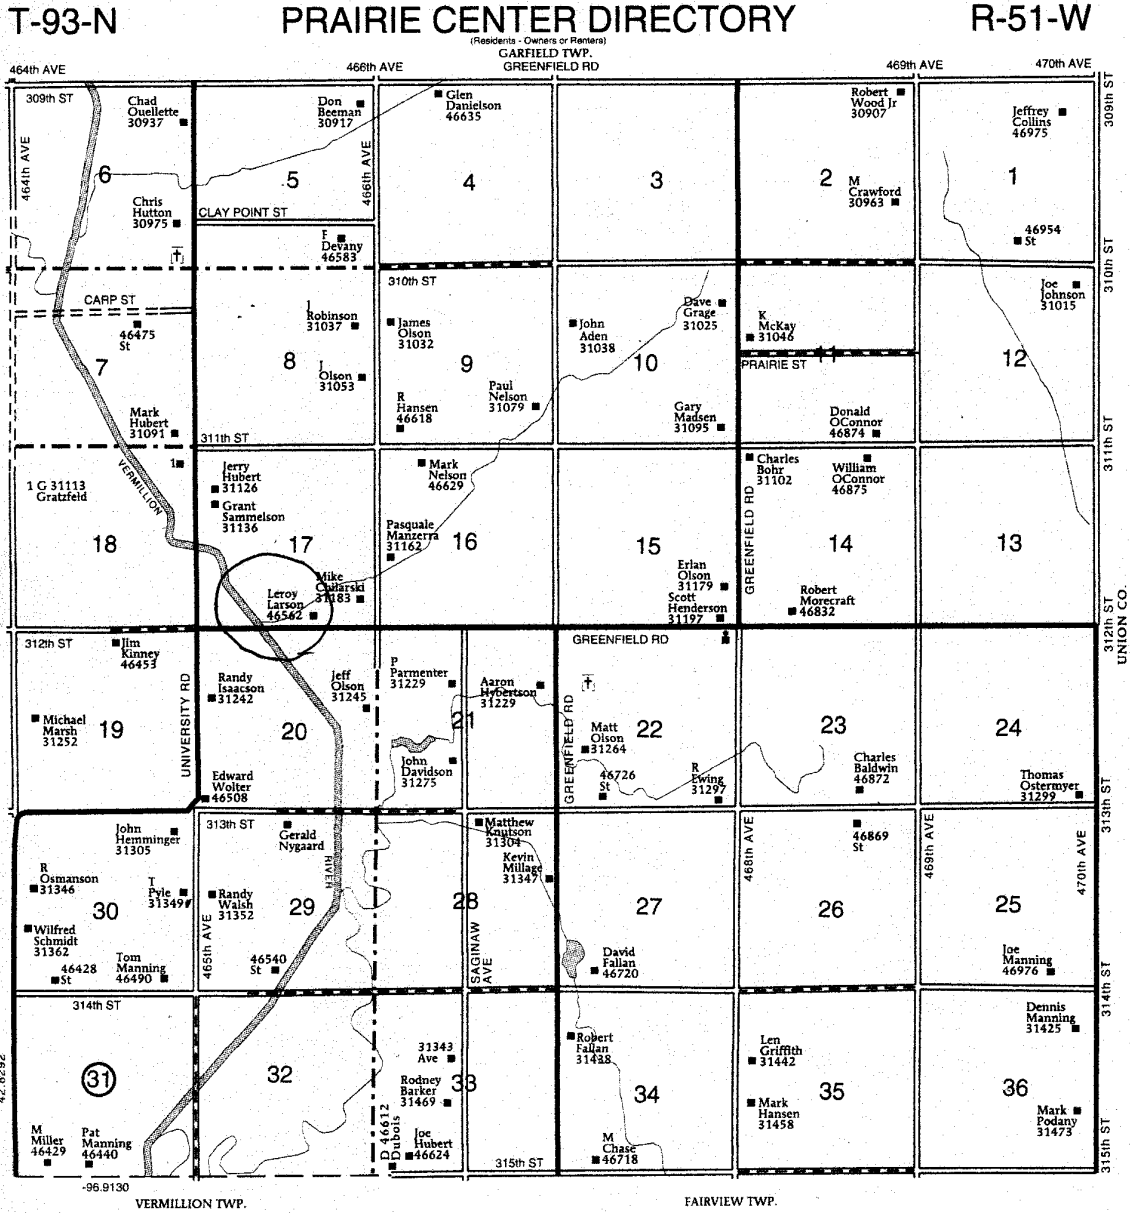 T-93-N
PRAIRIE CENTER DIRECTORY
R-51-W
(Residents - Owners or Renters)
GARFIELD TWP.
464th AVE
466th AVE
GREENFIELD RD
469th AVE
470th AVE
309th ST
309th ST
464th AVE
466th AVE
Chad
Ouellette
30937
Don
Beeman
30917
Glen
Danielson
46635
Robert
Wood Jr
30907
Jeffrey
Collins
46975
6
5
4
3
2
1
M
Crawford
30963
Chris
Hutton
30975
CLAY POINT ST
F
Devany
46583
46954
St
310th ST
310th ST
CARP ST
46475
St
J
Robinson
31037
James
Olson
31032
John
Aden
31038
Dave
Grage
31025
K
McKay
31046
Joe
Johnson
31015
7
8
9
10
PRAIRIE ST
12
J
Olson
31053
R
Hansen
46618
Paul
Nelson
31079
Gary
Madsen
31095
Donald
OConnor
46874
Mark
Hubert
31091
311th ST
311th ST
1
1 G 31113
Gratzfeld
VERMILLION
Jerry
Hubert
31126
Grant
Sammelson
31136
Mark
Nelson
46629
Charles
Bohr
31102
William
OConnor
46875
GREENFIELD RD
Pasquale
Manzerra
31162
18
17
16
15
14
13
Leroy
Larson
46562
Mike
Chilarski
31183
Erlan
Olson
31179
Scott
Henderson
31197
Robert
Morecraft
46832
312th ST
UNION CO.
312th ST
GREENFIELD RD
Jim
Kinney
46453
UNIVERSITY RD
Randy
Isaacson
31242
Jeff
Olson
31245
P
Parmenter
31229
Aaron
Hybertson
31229
GREENFIELD RD
Michael
Marsh
31252
19
20
21
22
23
24
Matt
Olson
31264
John
Davidson
31275
46726
St
R
Ewing
31297
Charles
Baldwin
46872
Thomas
Ostermyer
31299
Edward
Wolter
46508
313th ST
313th ST
John
Hemminger
31305
Gerald
Nygaard
Matthew
Knutson
31304
468th AVE
46869
St
469th AVE
470th AVE
RIVER
Kevin
Millage
31347
R
Osmanson
31346
T
Pyle
31349
Randy
Walsh
31352
30
29
28
27
26
25
465th AVE
SAGINAW
AVE
Wilfred
Schmidt
31362
46428
St
Tom
Manning
46490
46540
St
David
Fallan
46720
Joe
Manning
46976
314th ST
314th ST
Robert
Fallan
31438
Dennis
Manning
31425
31343
Ave
Len
Griffith
31442
42.8292
31
32
33
34
35
36
Rodney
Barker
31469
Mark
Hansen
31458
Mark
Podany
31473
M
Miller
46429
Pat
Manning
46440
D 46612
Dubois
Joe
Hubert
46624
315th ST
M
Chase
46718
315th ST
-96.9130
VERMILLION TWP.
FAIRVIEW TWP.